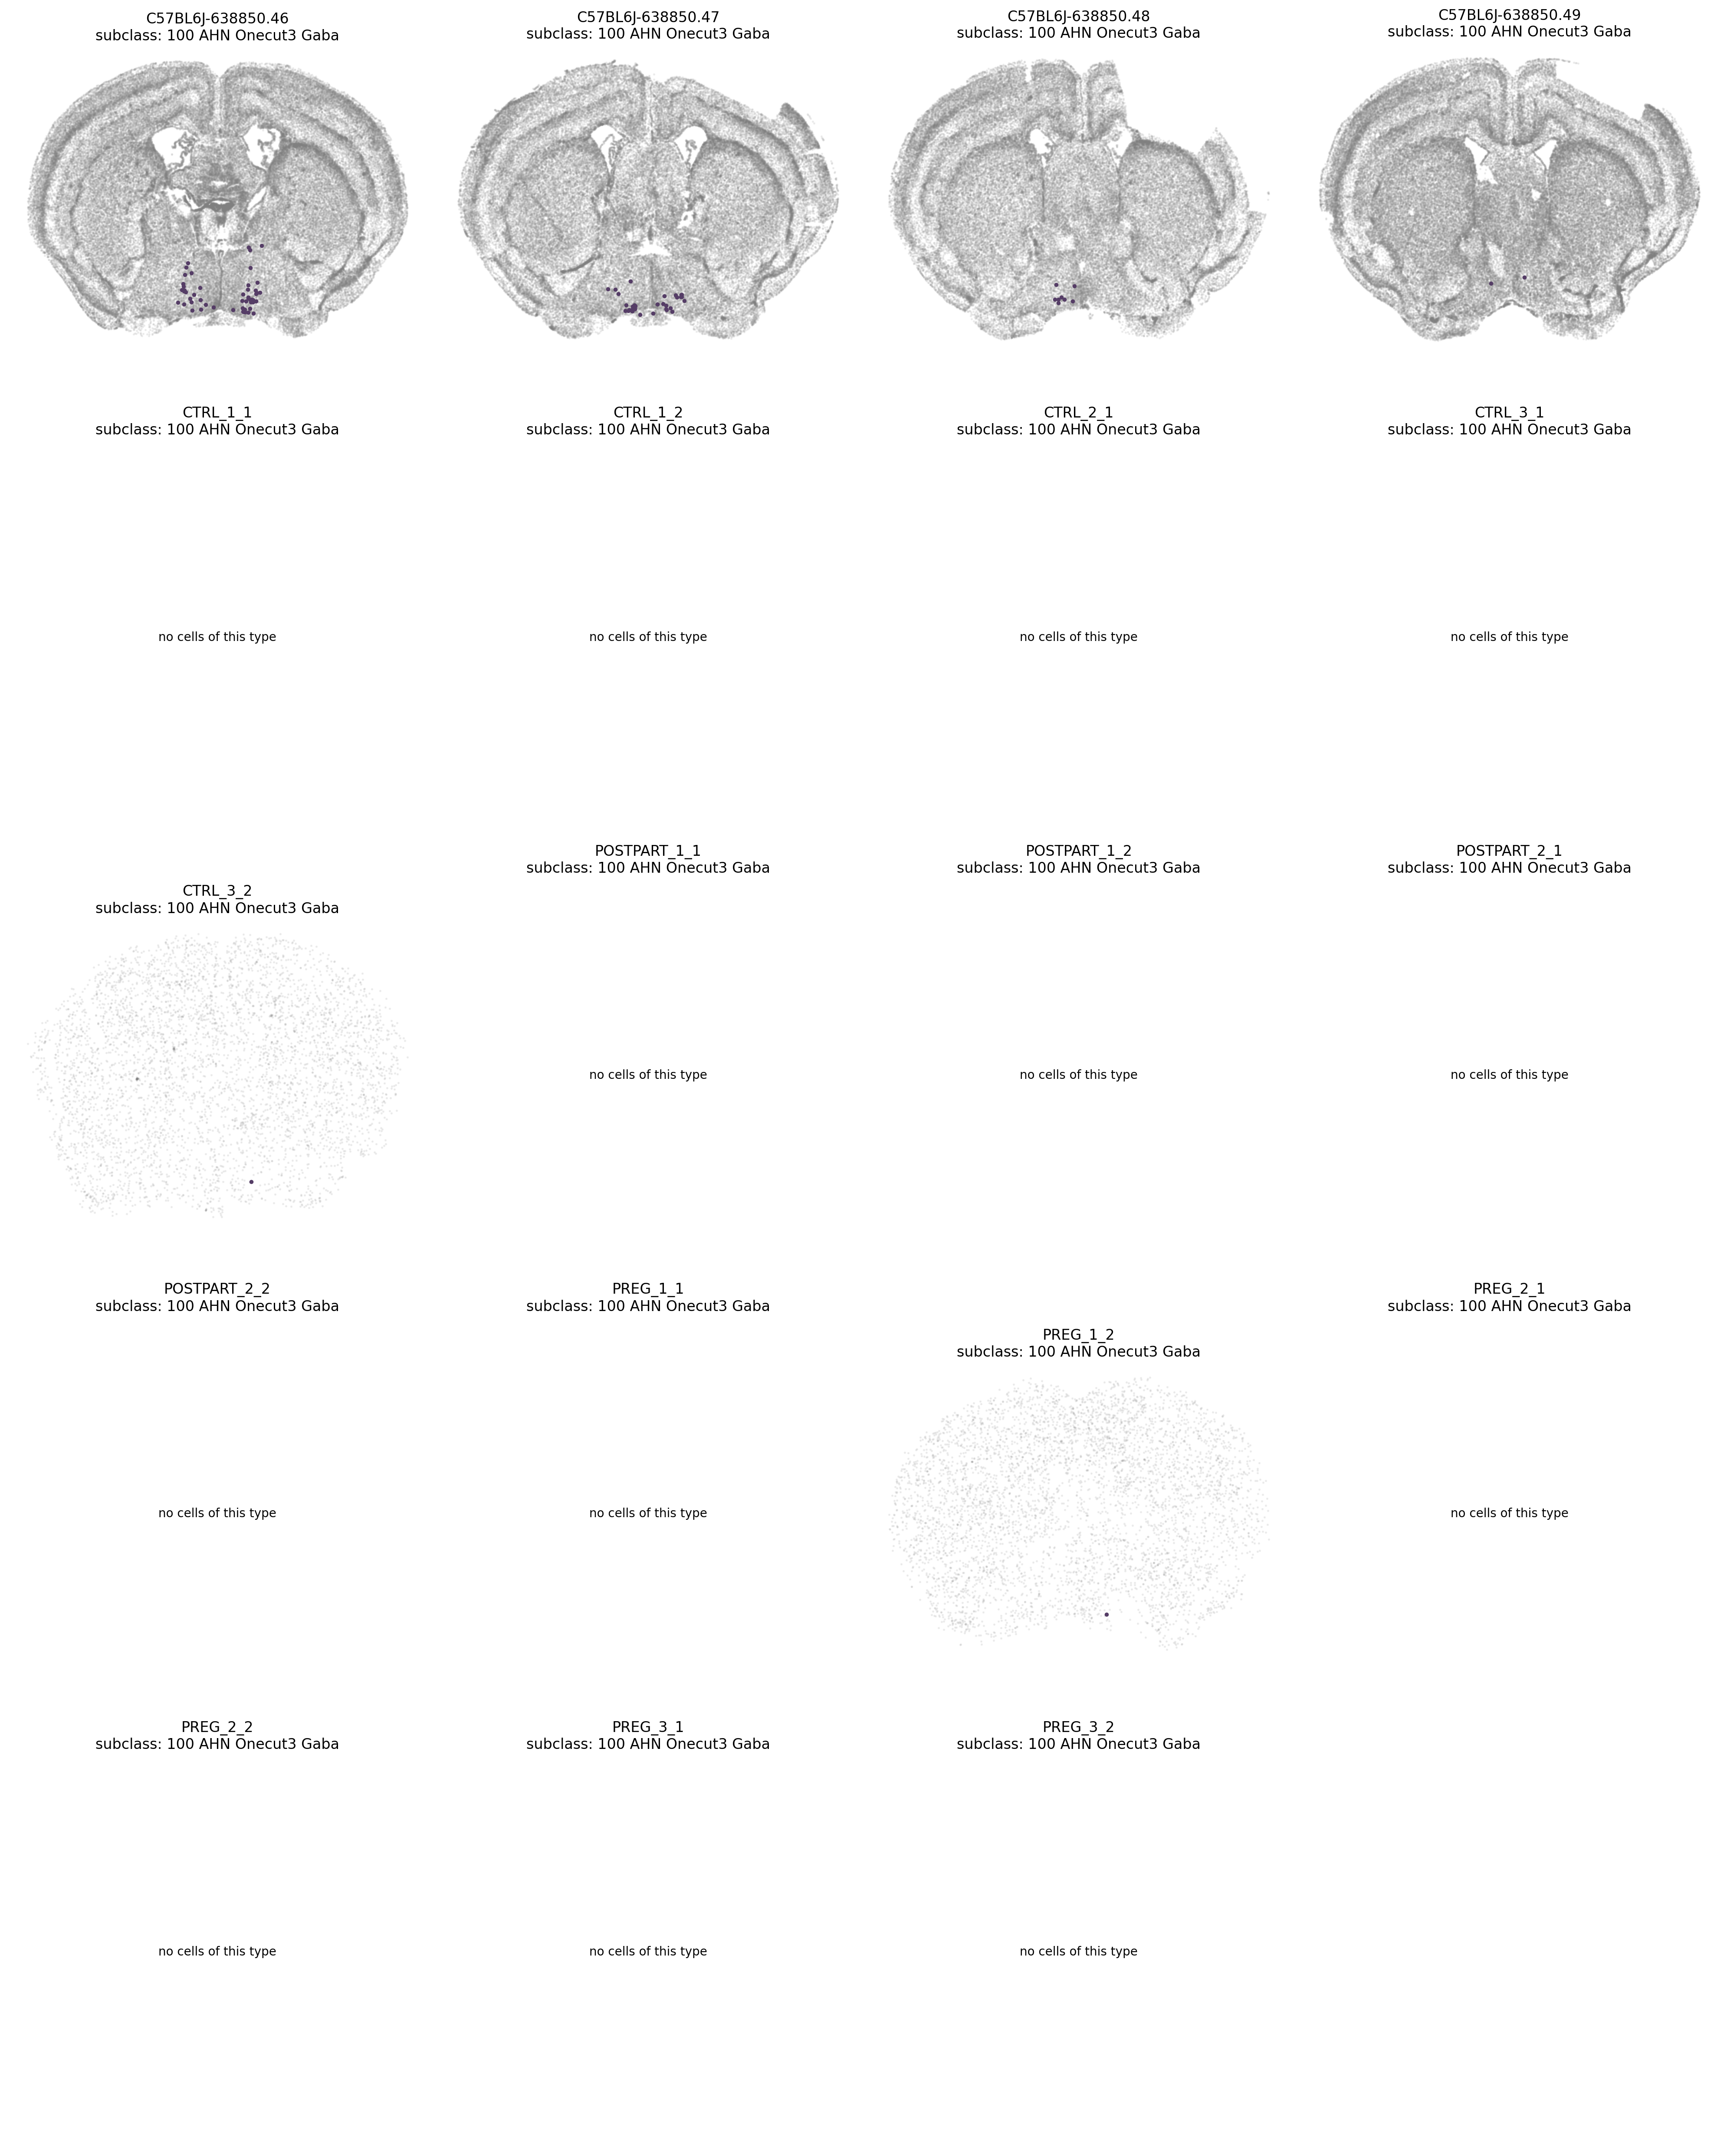 C57BL6J-638850.46
subclass: 100 AHN Onecut3 Gaba
C57BL6J-638850.47
subclass: 100 AHN Onecut3 Gaba
C57BL6J-638850.48
subclass: 100 AHN Onecut3 Gaba
C57BL6J-638850.49
subclass: 100 AHN Onecut3 Gaba
CTRL_1_1
subclass: 100 AHN Onecut3 Gaba
no cells of this type
CTRL_1_2
subclass: 100 AHN Onecut3 Gaba
no cells of this type
CTRL_2_1
subclass: 100 AHN Onecut3 Gaba
no cells of this type
CTRL_3_1
subclass: 100 AHN Onecut3 Gaba
no cells of this type
CTRL_3_2
subclass: 100 AHN Onecut3 Gaba
POSTPART_1_1
subclass: 100 AHN Onecut3 Gaba
no cells of this type
POSTPART_1_2
subclass: 100 AHN Onecut3 Gaba
no cells of this type
POSTPART_2_1
subclass: 100 AHN Onecut3 Gaba
no cells of this type
POSTPART_2_2
subclass: 100 AHN Onecut3 Gaba
no cells of this type
PREG_1_1
subclass: 100 AHN Onecut3 Gaba
no cells of this type
PREG_1_2
subclass: 100 AHN Onecut3 Gaba
PREG_2_1
subclass: 100 AHN Onecut3 Gaba
no cells of this type
PREG_2_2
subclass: 100 AHN Onecut3 Gaba
no cells of this type
PREG_3_1
subclass: 100 AHN Onecut3 Gaba
no cells of this type
PREG_3_2
subclass: 100 AHN Onecut3 Gaba
no cells of this type